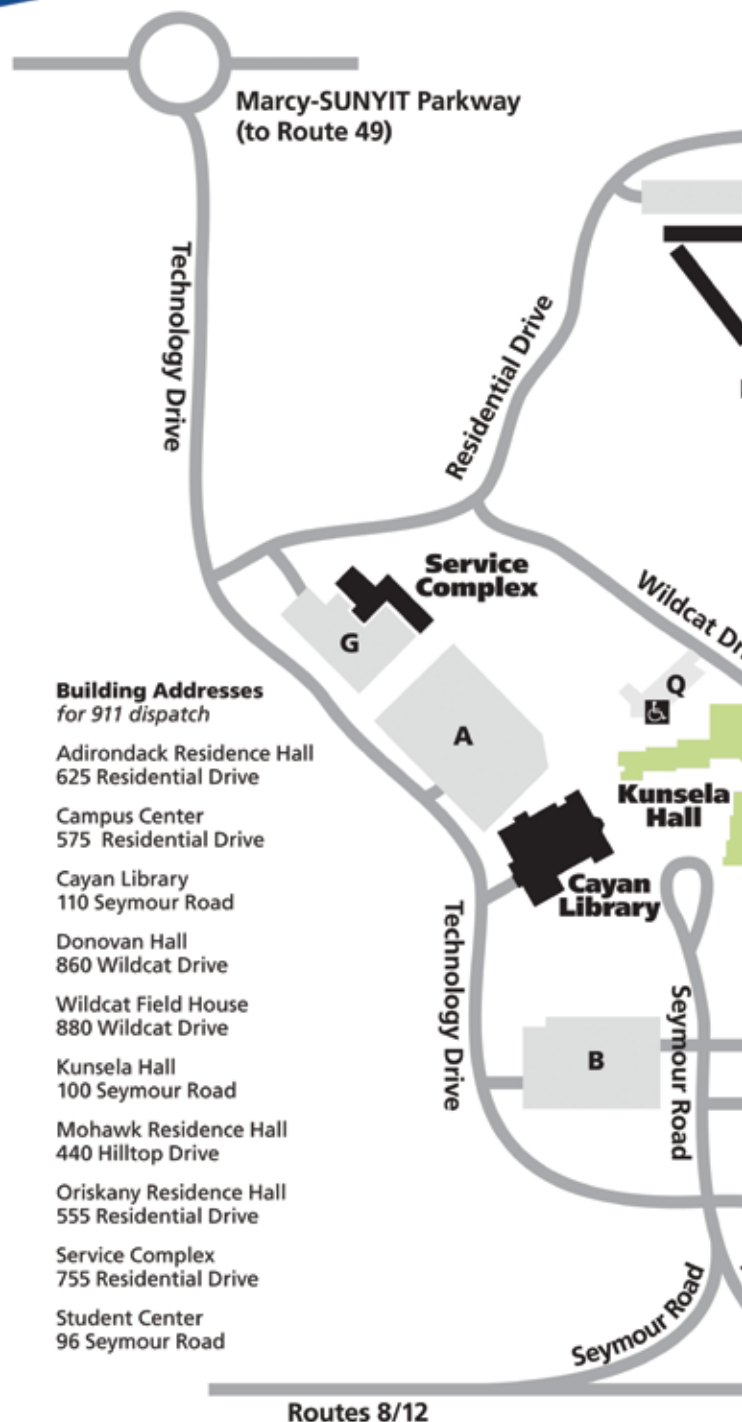 Marcy-SUNYIT Parkway
(to Route 49)
Technology Drive
Residential Drive
Service
Complex
Wildcat
G
Q
A
Building Addresses
for 911 dispatch
Adirondack Residence Hall
625 Residential Drive
Campus Center
575 Residential Drive
Cayan Library
110 Seymour Road
Donovan Hall
860 Wildcat Drive
Wildcat Field House
880 Wildcat Drive
Kunsela Hall
100 Seymour Road
Mohawk Residence Hall
440 Hilltop Drive
Oriskany Residence Hall
555 Residential Drive
Service Complex
755 Residential Drive
Student Center
96 Seymour Road
Kunsela
Hall
Cayan
Library
Technology Drive
Seymour Road
B
Seymour Road
Routes 8/12